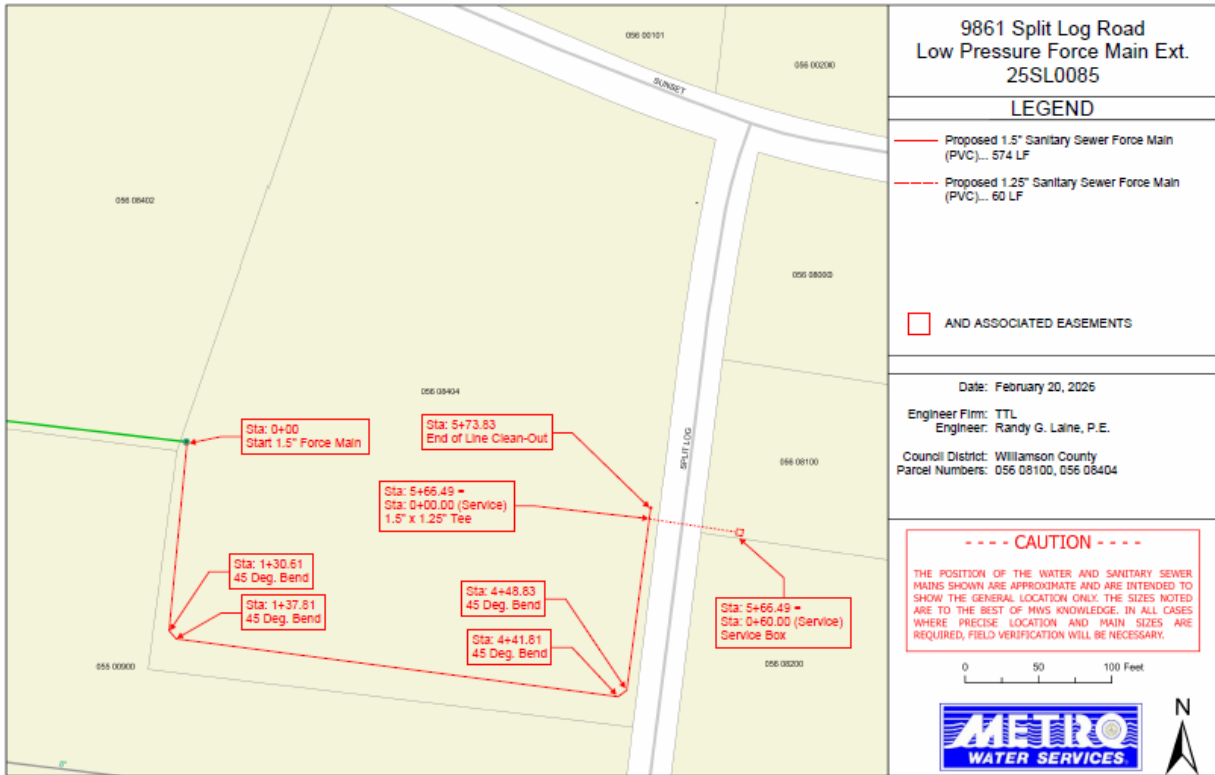 9861 Split Log Road
Low Pressure Force Main Ext.
25SL0085
LEGEND
Proposed 1.5" Sanitary Sewer Force Main
(PVC)... 574 LF
Proposed 1.25" Sanitary Sewer Force Main
(PVC)... 60 LF
AND ASSOCIATED EASEMENTS
Date: February 20, 2026
Engineer Firm: TTL
Engineer: Randy G. Laine, P.E.
Council District: Williamson County
Parcel Numbers: 056 08100, 056 08404
- - - - CAUTION - - - -
THE POSITION OF THE WATER AND SANITARY SEWER
MAINS SHOWN ARE APPROXIMATE AND ARE INTENDED TO
SHOW THE GENERAL LOCATION ONLY. THE SIZES NOTED
ARE TO THE BEST OF MWS KNOWLEDGE. IN ALL CASES
WHERE PRECISE LOCATION AND MAIN SIZES ARE
REQUIRED, FIELD VERIFICATION WILL BE NECESSARY.
0 50 100 Feet
METRO
WATER SERVICES
N
056 00101
056 00200
SUNSET
056 08402
056 08000
056 08404
Sta: 0+00
Start 1.5" Force Main
Sta: 5+73.83
End of Line Clean-Out
SPLIT LOG
056 08100
Sta: 5+66.49 =
Sta: 0+00.00 (Service)
1.5" x 1.25" Tee
Sta: 1+30.61
45 Deg. Bend
Sta: 1+37.81
45 Deg. Bend
Sta: 4+48.83
45 Deg. Bend
Sta: 4+41.61
45 Deg. Bend
Sta: 5+66.49 =
Sta: 0+60.00 (Service)
Service Box
055 00900
056 08200
8"